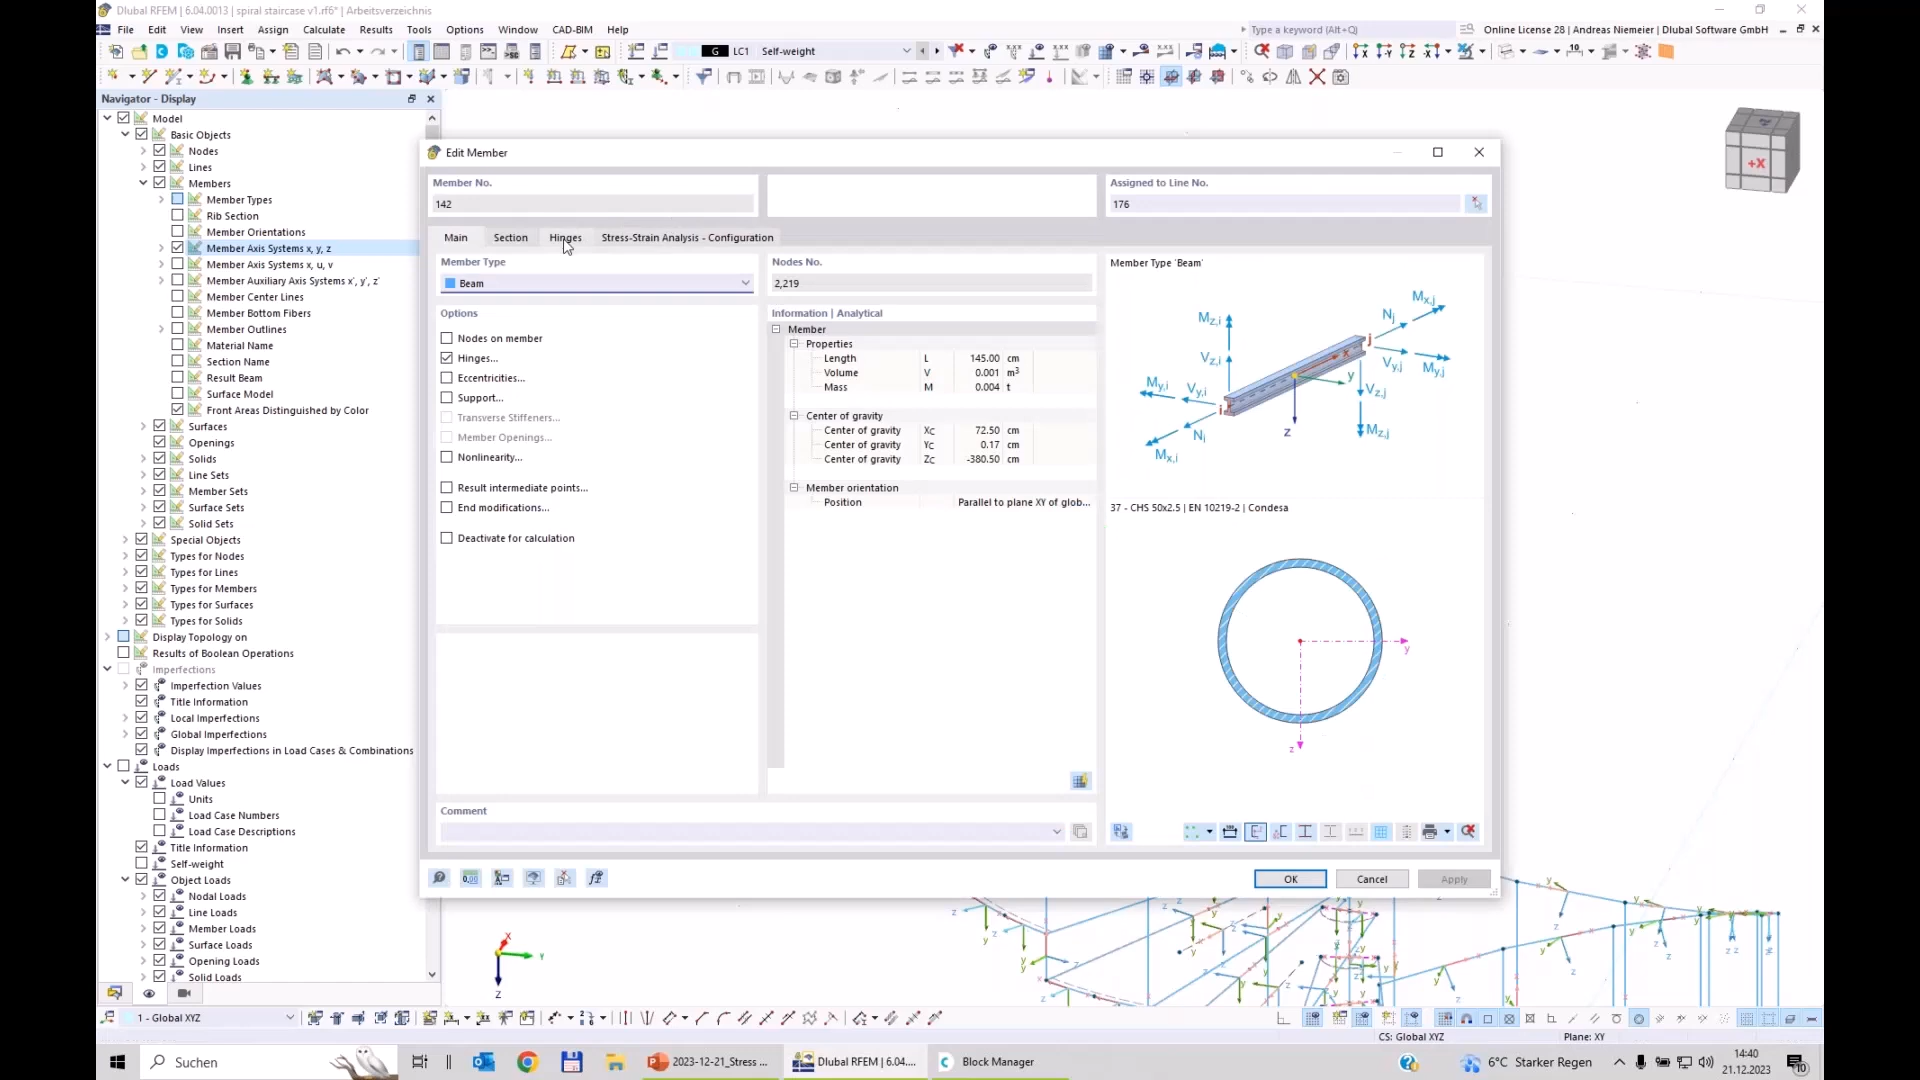 Dlubal RFEM | 6.04.0013 | spiral staircase v1.rf6* | Arbeitsverzeichnis
File Edit View Insert Assign Calculate Results Tools Options Window CAD-BIM Help
Type a keyword (Alt+Q)
Online License 28 | Andreas Niemeier | Dlubal Software GmbH
G LC1 Self-weight
Navigator - Display
Model
Basic Objects
Nodes
Lines
Members
Member Types
Rib Section
Member Orientations
Member Axis Systems x, y, z
Member Axis Systems x, u, v
Member Auxiliary Axis Systems x', y', z'
Member Center Lines
Member Bottom Fibers
Member Outlines
Material Name
Section Name
Result Beam
Surface Model
Front Areas Distinguished by Color
Surfaces
Openings
Solids
Line Sets
Member Sets
Surface Sets
Solid Sets
Special Objects
Types for Nodes
Types for Lines
Types for Members
Types for Surfaces
Types for Solids
Display Topology on
Results of Boolean Operations
Imperfections
Imperfection Values
Title Information
Local Imperfections
Global Imperfections
Display Imperfections in Load Cases & Combinations
Loads
Load Values
Units
Load Case Numbers
Load Case Descriptions
Title Information
Self-weight
Object Loads
Nodal Loads
Line Loads
Member Loads
Surface Loads
Opening Loads
Solid Loads
Edit Member
Member No.
142
Assigned to Line No.
176
Main Section Hinges Stress-Strain Analysis - Configuration
Member Type
Beam
Options
Nodes on member
Hinges...
Eccentricities...
Support...
Transverse Stiffeners...
Member Openings...
Nonlinearity...
Result intermediate points...
End modifications...
Deactivate for calculation
Nodes No.
2,219
Information | Analytical
Member
Properties
Length L 145.00 cm
Volume V 0.001 m³
Mass M 0.004 t
Center of gravity
Center of gravity XC 72.50 cm
Center of gravity YC 0.17 cm
Center of gravity ZC -380.50 cm
Member orientation
Position Parallel to plane XY of glob...
Comment
Member Type 'Beam'
Mx,j
Mz,i
Nj
j
x
Vz,i
Vy,j
My,j
y
My,i
Vy,i
Vz,j
i
Ni
z
Mz,j
Mx,i
37 - CHS 50x2.5 | EN 10219-2 | Condesa
y
z
OK Cancel Apply
+X
X
Y
Z
1 - Global XYZ
CS: Global XYZ
Plane: XY
Suchen
2023-12-21_Stress ...
Dlubal RFEM | 6.04....
Block Manager
6°C Starker Regen
14:40
21.12.2023
10